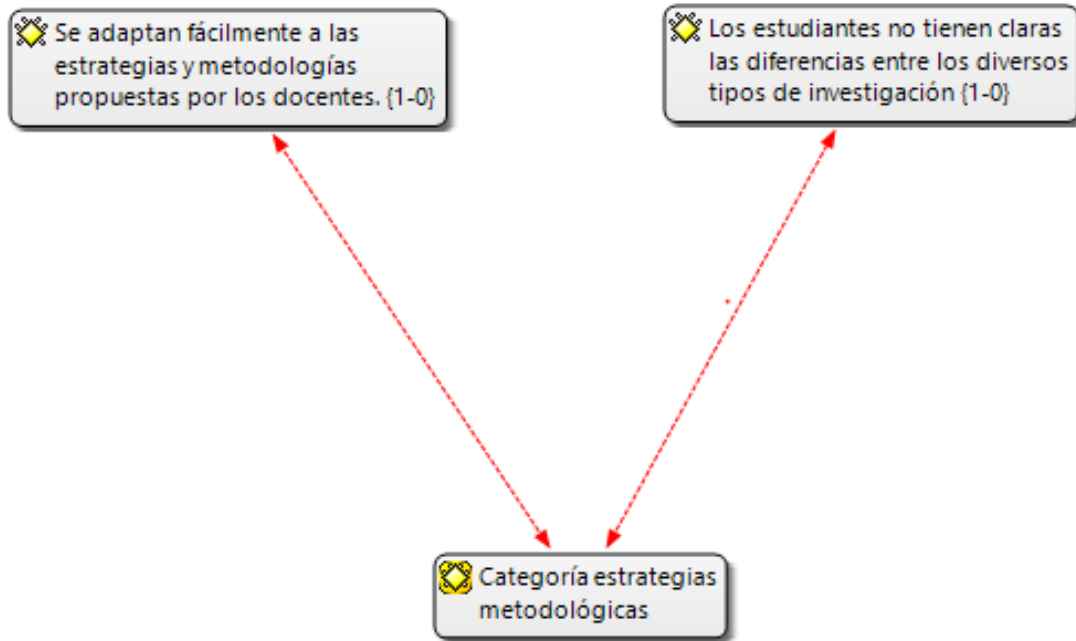 Se adaptan fácilmente a las
estrategias y metodologías
propuestas por los docentes. {1-0}
Los estudiantes no tienen claras
las diferencias entre los diversos
tipos de investigación {1-0}
Categoría estrategias
metodológicas